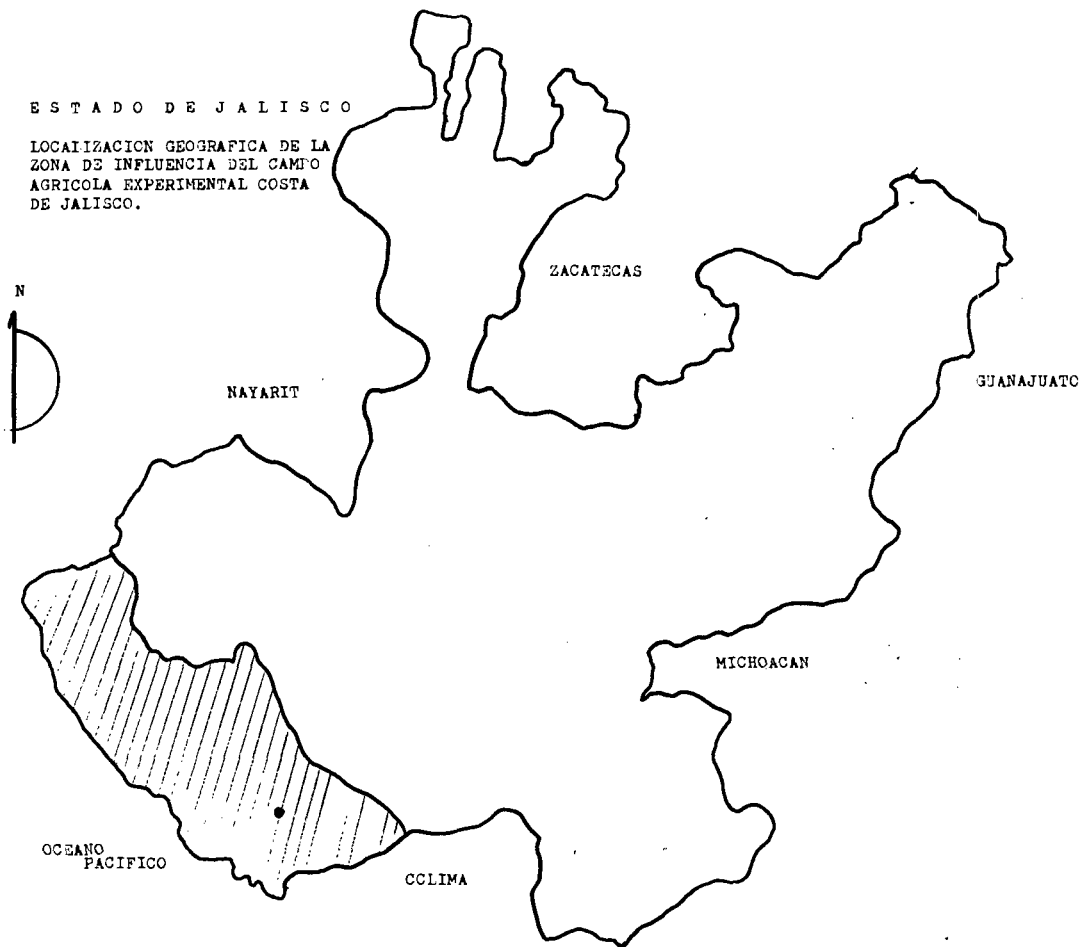 ESTADO DE JALISCO
LOCALIZACION GEOGRAFICA DE LA
ZONA DE INFLUENCIA DEL CAMPO
AGRICOLA EXPERIMENTAL COSTA
DE JALISCO.
ZACATECAS
N
NAYARIT
GUANAJUATO
MICHOACAN
OCEANO
PACIFICO
COLIMA